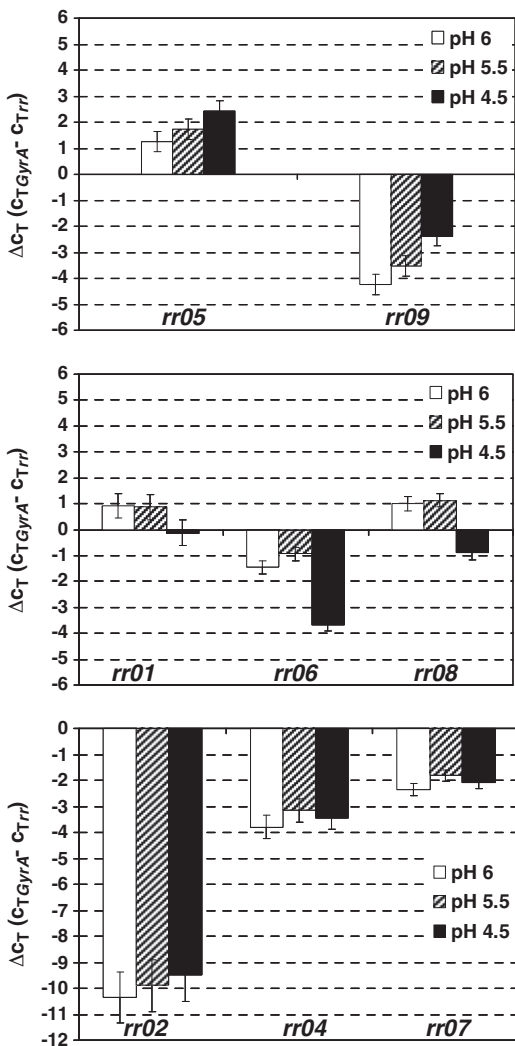 6
5
4
3
2
1
0
-1
-2
-3
-4
-5
-6
ΔcT (cTGyrA- cTrr)
pH 6
pH 5.5
pH 4.5
rr05 rr09
6
5
4
3
2
1
0
-1
-2
-3
-4
-5
-6
ΔcT (cTGyrA- cTrr)
pH 6
pH 5.5
pH 4.5
rr01 rr06 rr08
0
-1
-2
-3
-4
-5
-6
-7
-8
-9
-10
-11
-12
ΔcT (cTGyrA- cTrr)
pH 6
pH 5.5
pH 4.5
rr02 rr04 rr07